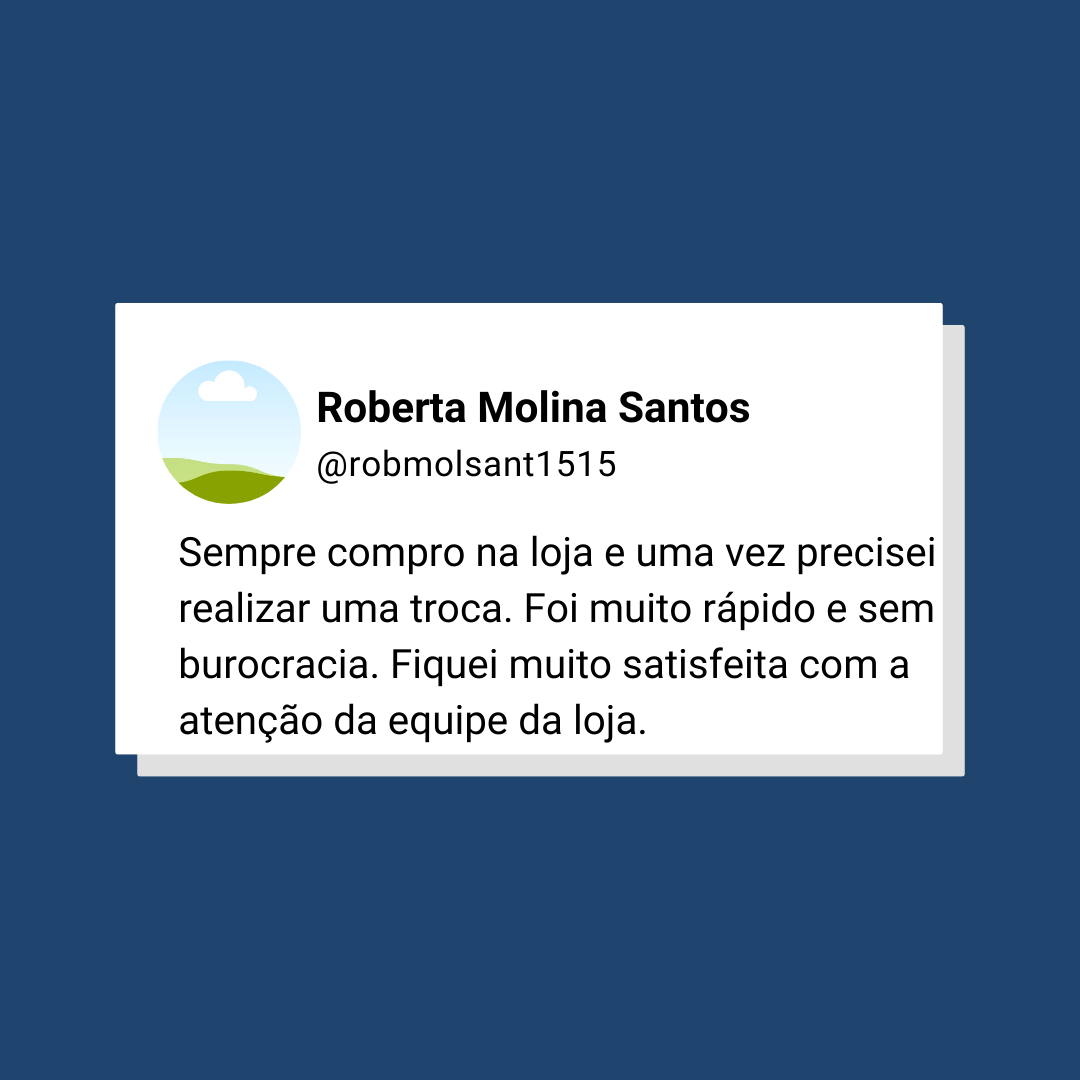 Roberta Molina Santos
@robmolsant1515
Sempre compro na loja e uma vez precisei
realizar uma troca. Foi muito rápido e sem
burocracia. Fiquei muito satisfeita com a
atenção da equipe da loja.